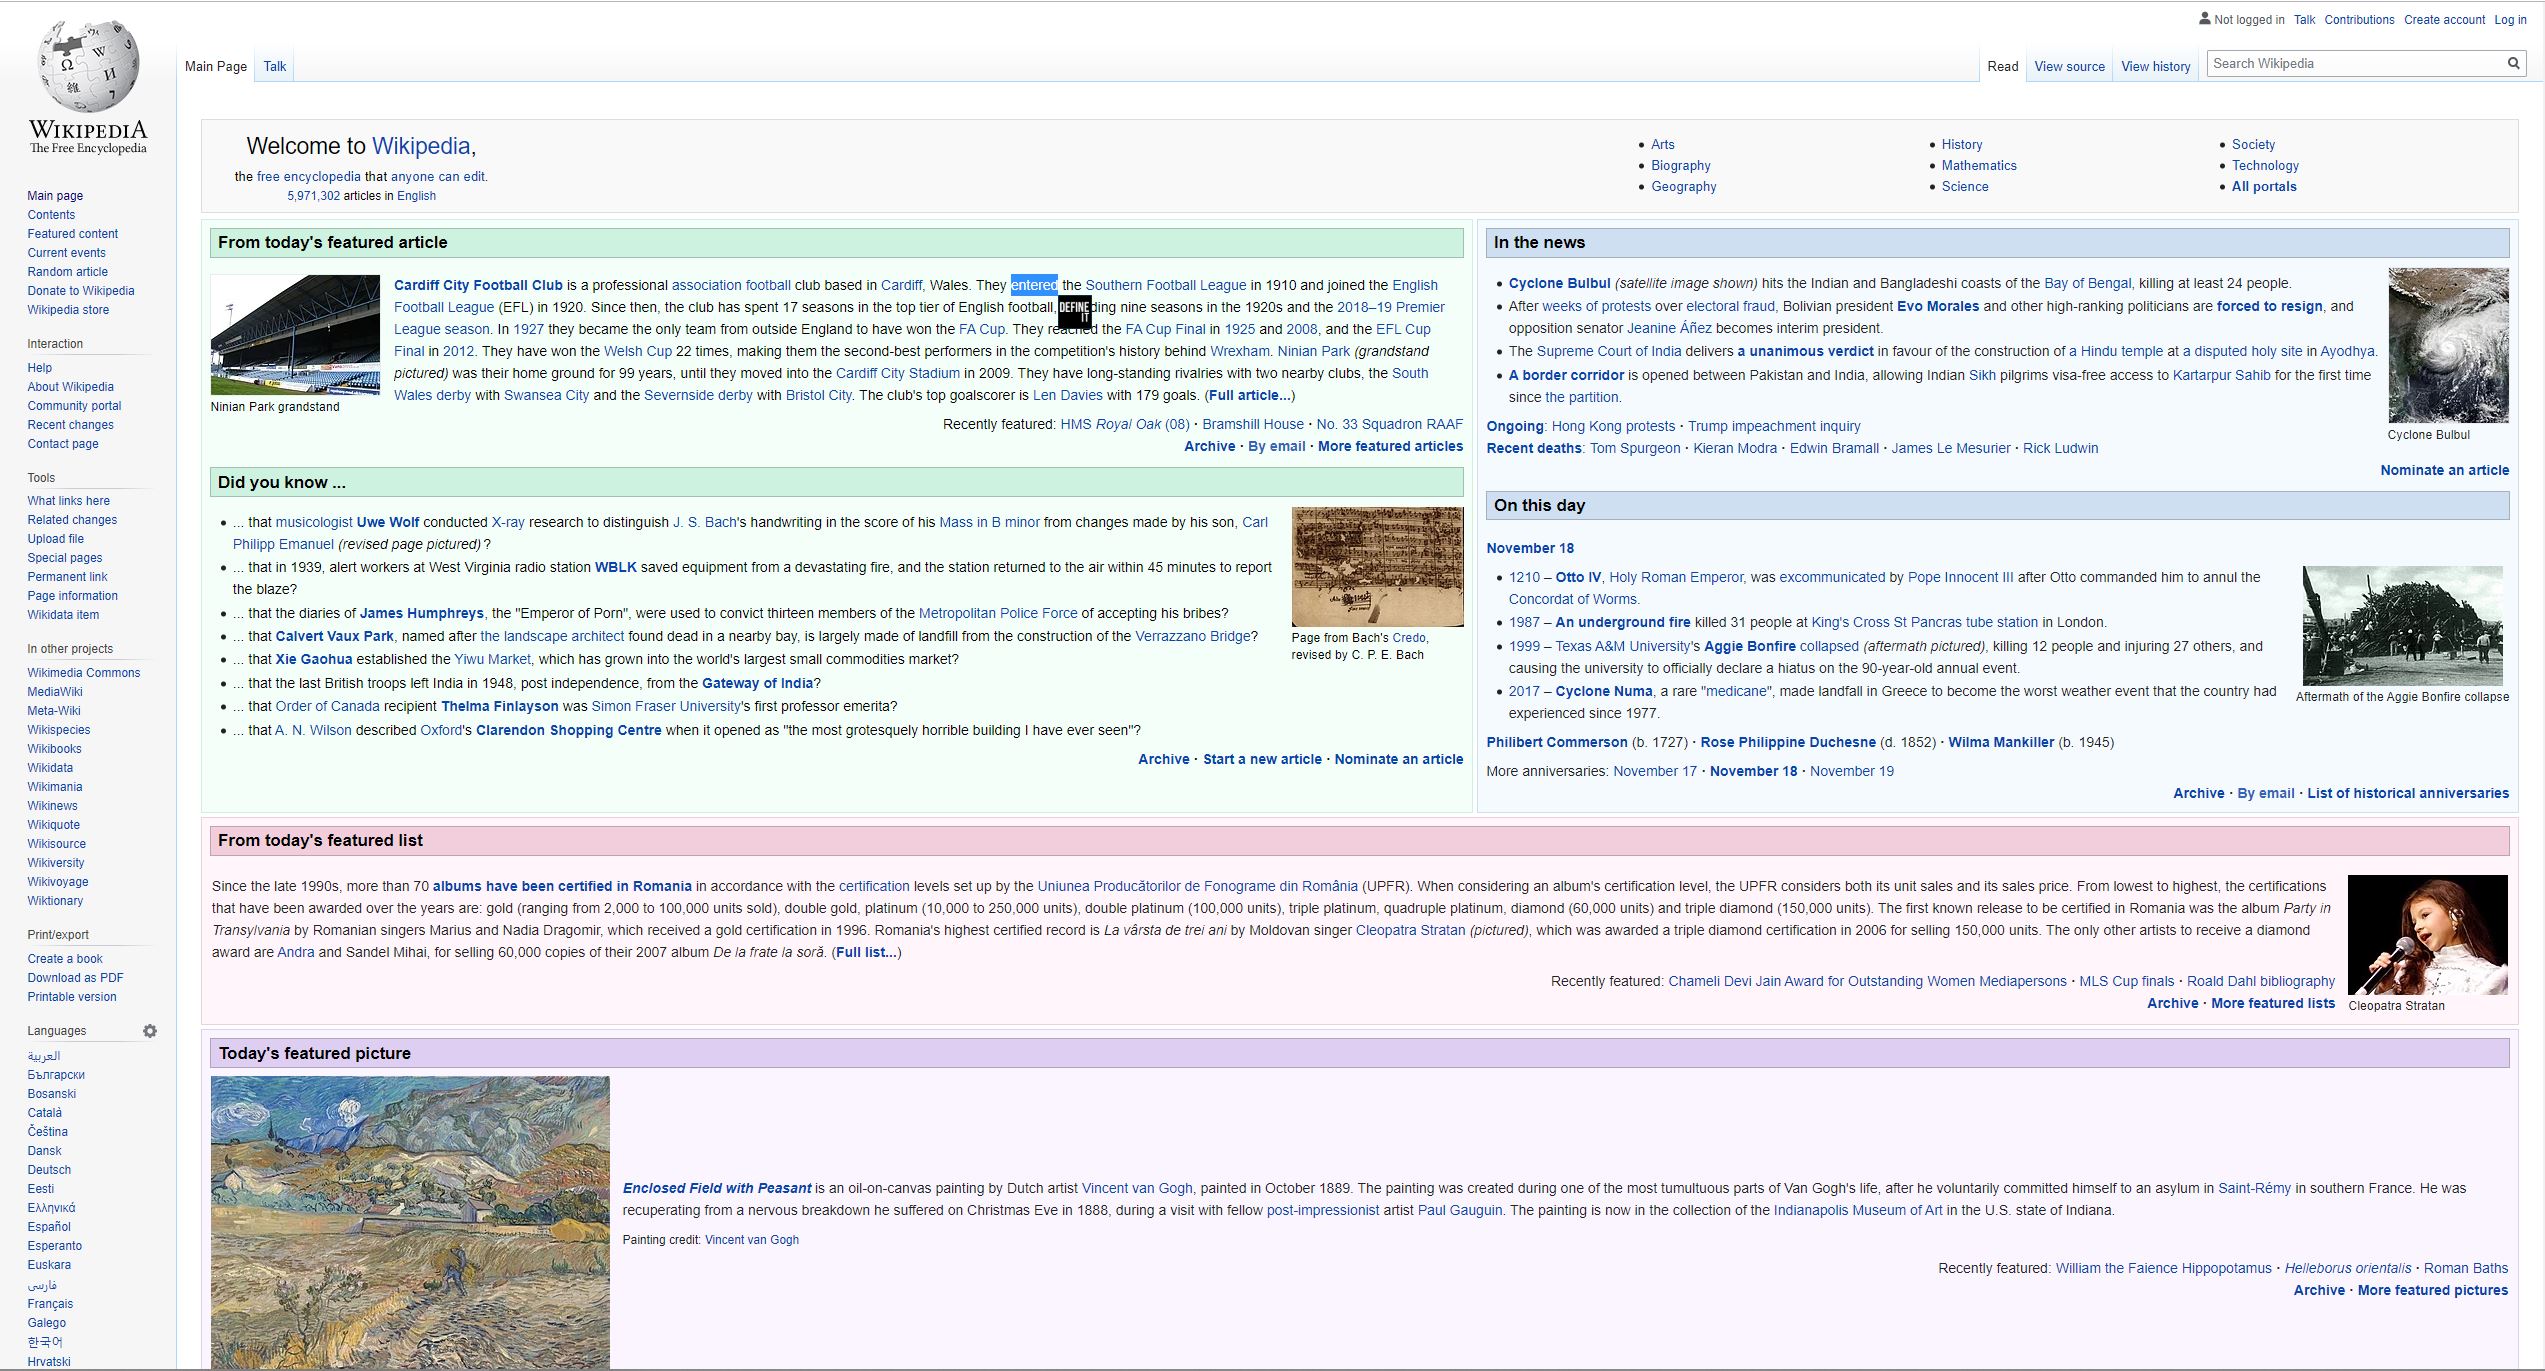 Not logged in Talk Contributions Create account Log in
Main Page Talk
Read View source View history Search Wikipedia
WIKIPEDIA
The Free Encyclopedia
Main page
Contents
Featured content
Current events
Random article
Donate to Wikipedia
Wikipedia store
Interaction
Help
About Wikipedia
Community portal
Recent changes
Contact page
Tools
What links here
Related changes
Upload file
Special pages
Permanent link
Page information
Wikidata item
In other projects
Wikimedia Commons
MediaWiki
Meta-Wiki
Wikispecies
Wikibooks
Wikidata
Wikimania
Wikinews
Wikiquote
Wikisource
Wikiversity
Wikivoyage
Wiktionary
Print/export
Create a book
Download as PDF
Printable version
Languages
العربية
Български
Bosanski
Català
Čeština
Dansk
Deutsch
Eesti
Ελληνικά
Español
Esperanto
Euskara
فارسی
Français
Galego
한국어
Hrvatski
Welcome to Wikipedia,
the free encyclopedia that anyone can edit.
5,971,302 articles in English
Arts
Biography
Geography
History
Mathematics
Science
Society
Technology
All portals
From today's featured article
Cardiff City Football Club is a professional association football club based in Cardiff, Wales. They entered the Southern Football League in 1910 and joined the English
Football League (EFL) in 1920. Since then, the club has spent 17 seasons in the top tier of English football, ding nine seasons in the 1920s and the 2018–19 Premier
DEFINE
IT
League season. In 1927 they became the only team from outside England to have won the FA Cup. They reached the FA Cup Final in 1925 and 2008, and the EFL Cup
Final in 2012. They have won the Welsh Cup 22 times, making them the second-best performers in the competition's history behind Wrexham. Ninian Park (grandstand
pictured) was their home ground for 99 years, until they moved into the Cardiff City Stadium in 2009. They have long-standing rivalries with two nearby clubs, the South
Wales derby with Swansea City and the Severnside derby with Bristol City. The club's top goalscorer is Len Davies with 179 goals. (Full article...)
Ninian Park grandstand
Recently featured: HMS Royal Oak (08) · Bramshill House · No. 33 Squadron RAAF
Archive · By email · More featured articles
Did you know ...
... that musicologist Uwe Wolf conducted X-ray research to distinguish J. S. Bach's handwriting in the score of his Mass in B minor from changes made by his son, Carl
Philipp Emanuel (revised page pictured)?
... that in 1939, alert workers at West Virginia radio station WBLK saved equipment from a devastating fire, and the station returned to the air within 45 minutes to report
the blaze?
... that the diaries of James Humphreys, the "Emperor of Porn", were used to convict thirteen members of the Metropolitan Police Force of accepting his bribes?
... that Calvert Vaux Park, named after the landscape architect found dead in a nearby bay, is largely made of landfill from the construction of the Verrazzano Bridge?
... that Xie Gaohua established the Yiwu Market, which has grown into the world's largest small commodities market?
... that the last British troops left India in 1948, post independence, from the Gateway of India?
... that Order of Canada recipient Thelma Finlayson was Simon Fraser University's first professor emerita?
... that A. N. Wilson described Oxford's Clarendon Shopping Centre when it opened as "the most grotesquely horrible building I have ever seen"?
Page from Bach's Credo,
revised by C. P. E. Bach
Archive · Start a new article · Nominate an article
In the news
Cyclone Bulbul (satellite image shown) hits the Indian and Bangladeshi coasts of the Bay of Bengal, killing at least 24 people.
After weeks of protests over electoral fraud, Bolivian president Evo Morales and other high-ranking politicians are forced to resign, and
opposition senator Jeanine Áñez becomes interim president.
The Supreme Court of India delivers a unanimous verdict in favour of the construction of a Hindu temple at a disputed holy site in Ayodhya.
A border corridor is opened between Pakistan and India, allowing Indian Sikh pilgrims visa-free access to Kartarpur Sahib for the first time
since the partition.
Cyclone Bulbul
Ongoing: Hong Kong protests · Trump impeachment inquiry
Recent deaths: Tom Spurgeon · Kieran Modra · Edwin Bramall · James Le Mesurier · Rick Ludwin
Nominate an article
On this day
November 18
1210 – Otto IV, Holy Roman Emperor, was excommunicated by Pope Innocent III after Otto commanded him to annul the
Concordat of Worms.
1987 – An underground fire killed 31 people at King's Cross St Pancras tube station in London.
1999 – Texas A&M University's Aggie Bonfire collapsed (aftermath pictured), killing 12 people and injuring 27 others, and
causing the university to officially declare a hiatus on the 90-year-old annual event.
2017 – Cyclone Numa, a rare "medicane", made landfall in Greece to become the worst weather event that the country had
experienced since 1977.
Aftermath of the Aggie Bonfire collapse
Philibert Commerson (b. 1727) · Rose Philippine Duchesne (d. 1852) · Wilma Mankiller (b. 1945)
More anniversaries: November 17 · November 18 · November 19
Archive · By email · List of historical anniversaries
From today's featured list
Since the late 1990s, more than 70 albums have been certified in Romania in accordance with the certification levels set up by the Uniunea Producătorilor de Fonograme din România (UPFR). When considering an album's certification level, the UPFR considers both its unit sales and its sales price. From lowest to highest, the certifications
that have been awarded over the years are: gold (ranging from 2,000 to 100,000 units sold), double gold, platinum (10,000 to 250,000 units), double platinum (100,000 units), triple platinum, quadruple platinum, diamond (60,000 units) and triple diamond (150,000 units). The first known release to be certified in Romania was the album Party in
Transylvania by Romanian singers Marius and Nadia Dragomir, which received a gold certification in 1996. Romania's highest certified record is La vârsta de trei ani by Moldovan singer Cleopatra Stratan (pictured), which was awarded a triple diamond certification in 2006 for selling 150,000 units. The only other artists to receive a diamond
award are Andra and Sandel Mihai, for selling 60,000 copies of their 2007 album De la frate la soră. (Full list...)
Recently featured: Chameli Devi Jain Award for Outstanding Women Mediapersons · MLS Cup finals · Roald Dahl bibliography
Archive · More featured lists
Cleopatra Stratan
Today's featured picture
Enclosed Field with Peasant is an oil-on-canvas painting by Dutch artist Vincent van Gogh, painted in October 1889. The painting was created during one of the most tumultuous parts of Van Gogh's life, after he voluntarily committed himself to an asylum in Saint-Rémy in southern France. He was
recuperating from a nervous breakdown he suffered on Christmas Eve in 1888, during a visit with fellow post-impressionist artist Paul Gauguin. The painting is now in the collection of the Indianapolis Museum of Art in the U.S. state of Indiana.
Painting credit: Vincent van Gogh
Recently featured: William the Faience Hippopotamus · Helleborus orientalis · Roman Baths
Archive · More featured pictures